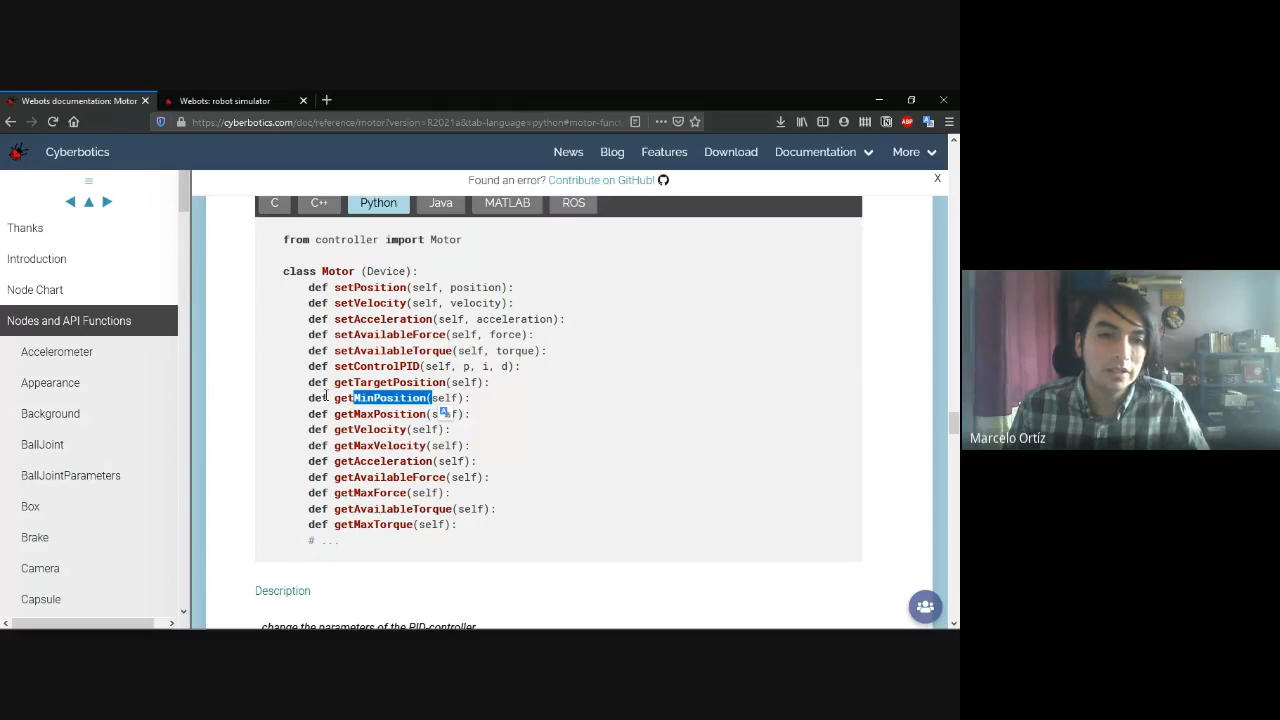 Webots documentation: Motor
Webots: robot simulator
https://cyberbotics.com/doc/reference/motor?version=R2021a&tab-language=python#motor-func
ABP
Cyberbotics
News
Blog
Features
Download
Documentation
More
Found an error? Contribute on GitHub!
X
Thanks
Introduction
Node Chart
Nodes and API Functions
Accelerometer
Appearance
Background
BallJoint
BallJointParameters
Box
Brake
Camera
Capsule
C
C++
Python
Java
MATLAB
ROS
from controller import Motor
class Motor (Device):
def setPosition(self, position):
def setVelocity(self, velocity):
def setAcceleration(self, acceleration):
def setAvailableForce(self, force):
def setAvailableTorque(self, torque):
def setControlPID(self, p, i, d):
def getTargetPosition(self):
def getMinPosition(self):
def getMaxPosition(self):
def getVelocity(self):
def getMaxVelocity(self):
def getAcceleration(self):
def getAvailableForce(self):
def getMaxForce(self):
def getAvailableTorque(self):
def getMaxTorque(self):
# ...
Description
change the parameters of the PID-controller
Marcelo Ortíz